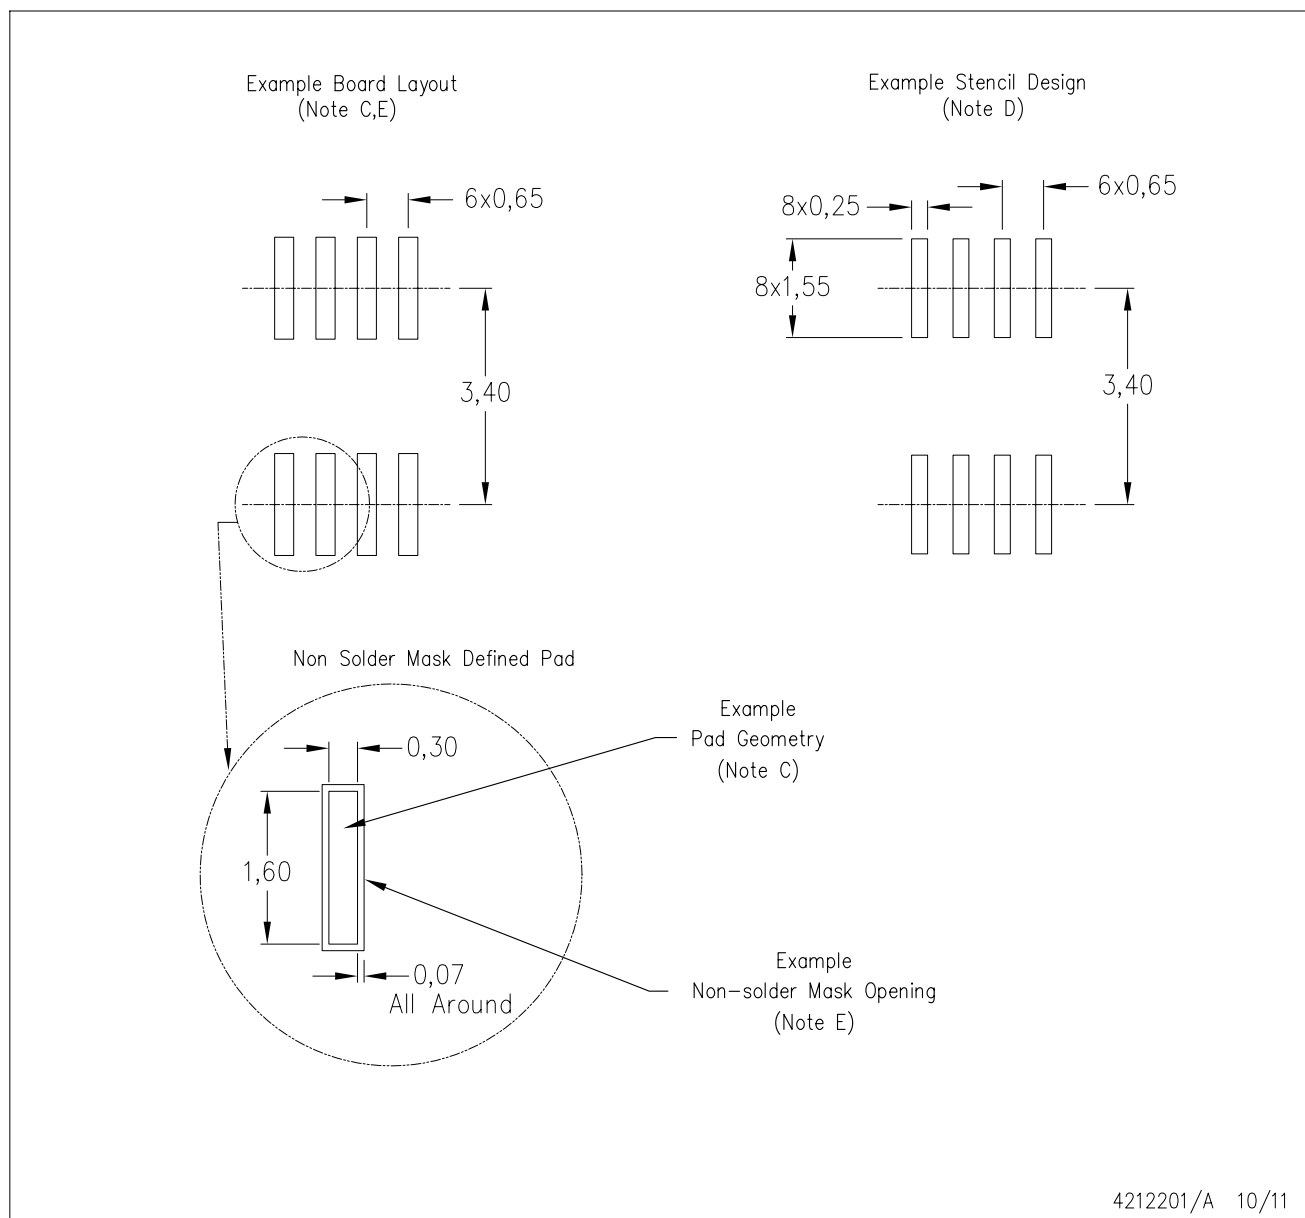 Example Board Layout
(Note C,E)
6x0,65
3,40
Example Stencil Design
(Note D)
6x0,65
8x0,25
8x1,55
3,40
Non Solder Mask Defined Pad
0,30
1,60
0,07
All Around
Example
Pad Geometry
(Note C)
Example
Non-solder Mask Opening
(Note E)
4212201/A 10/11